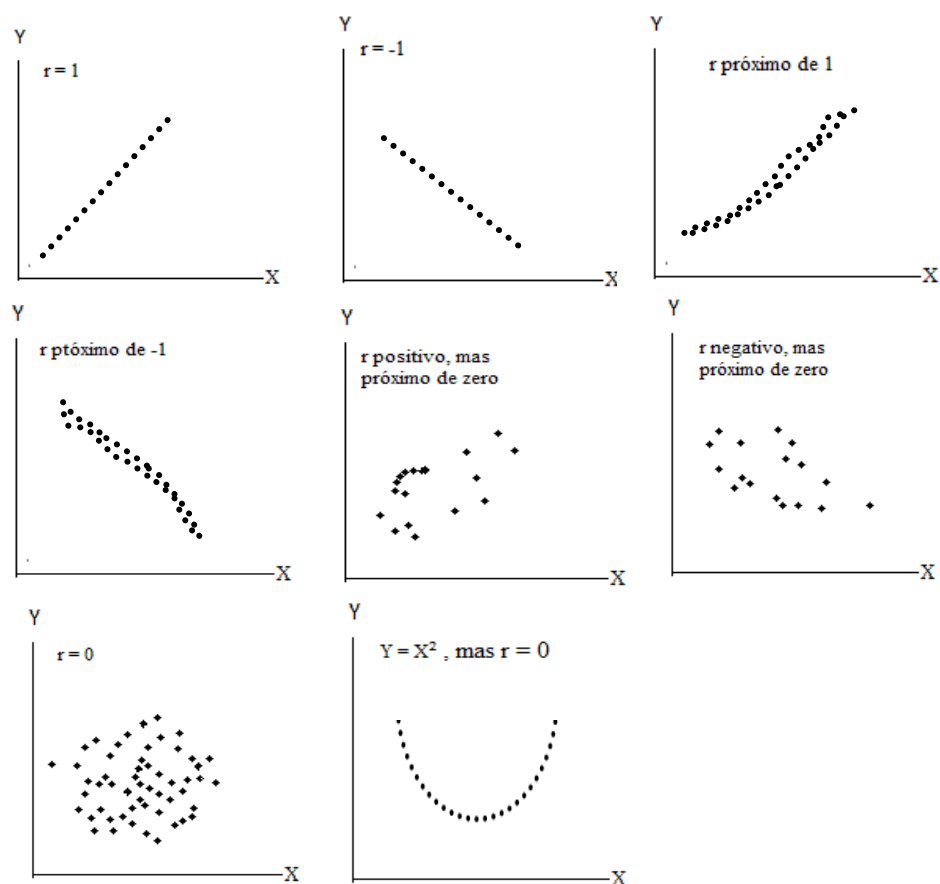 Y
r = 1
X
Y
r = -1
X
Y
r próximo de 1
X
Y
r ptóximo de -1
X
Y
r positivo, mas
próximo de zero
X
Y
r negativo, mas
próximo de zero
X
Y
r = 0
X
Y
Y = X² , mas r = 0
X